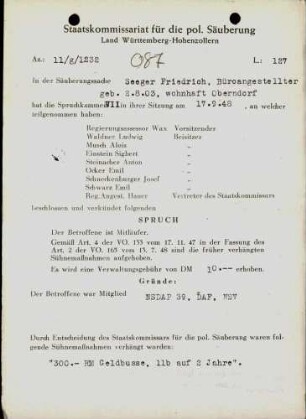 Staatskommissariat für die pol. Säuberung
Land Württemberg-Hohenzollern
Az.: 11/g/1232
087
L: 127
In der Säuberungssache Seeger Friedrich, Büroangestellter
geb. 2.8.03, wohnhaft Oberndorf
hat die Spruchkammer VII in ihrer Sitzung am 17.9.48, an welcher
teilgenommen haben:
Regierungsassessor Wax Vorsitzender
Waldner Ludwig Beisitzer
Musch Alois "
Einstein Sigbert "
Steinacher Anton "
Ocker Emil "
Schneckenburger Josef "
Schwarz Emil "
Reg.Angest. Bauer Vertreter des Staatskommissars
beschlossen und verkündet folgenden
SPRUCH
Der Betroffene ist Mitläufer.
Gemäß Art. 4 der VO. 133 vom 17. 11. 47 in der Fassung des
Art. 2 der VO. 165 vom 13. 7. 48 sind die früher verhängten
Sühnemaßnahmen aufgehoben.
Es wird eine Verwaltungsgebühr von DM 10.-- erhoben.
Gründe:
Der Betroffene war Mitglied
NSDAP 39, DAF, NSV
Durch Entscheidung des Staatskommissars für die pol. Säuberung waren
folgende Sühnemaßnahmen verhängt worden:
"300.- RM Geldbusse, 11b auf 2 Jahre".